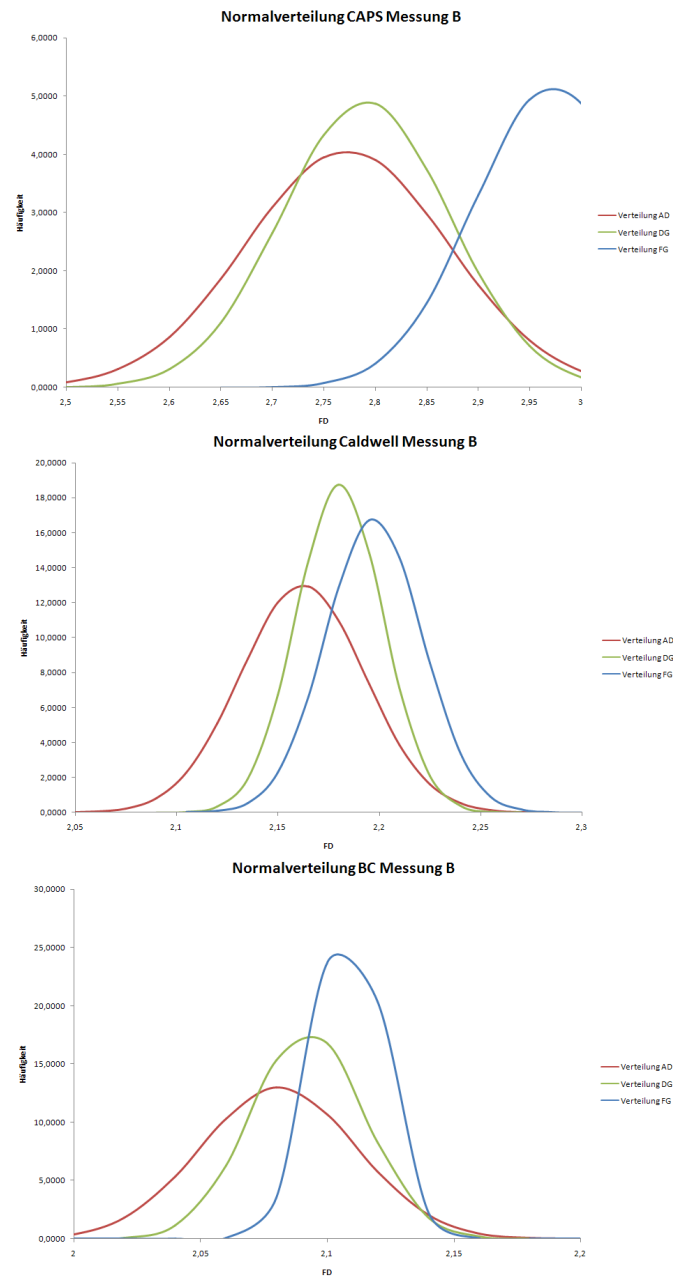 Normalverteilung CAPS Messung B
6,0000
5,0000
4,0000
3,0000
2,0000
1,0000
0,0000
Häufigkeit
2,5 2,55 2,6 2,65 2,7 2,75 2,8 2,85 2,9 2,95 3
FD
Verteilung AD
Verteilung DG
Verteilung FG
Normalverteilung Caldwell Messung B
20,0000
18,0000
16,0000
14,0000
12,0000
10,0000
8,0000
6,0000
4,0000
2,0000
0,0000
Häufigkeit
2,05 2,1 2,15 2,2 2,25 2,3
FD
Verteilung AD
Verteilung DG
Verteilung FG
Normalverteilung BC Messung B
30,0000
25,0000
20,0000
15,0000
10,0000
5,0000
0,0000
Häufigkeit
2 2,05 2,1 2,15 2,2
FD
Verteilung AD
Verteilung DG
Verteilung FG